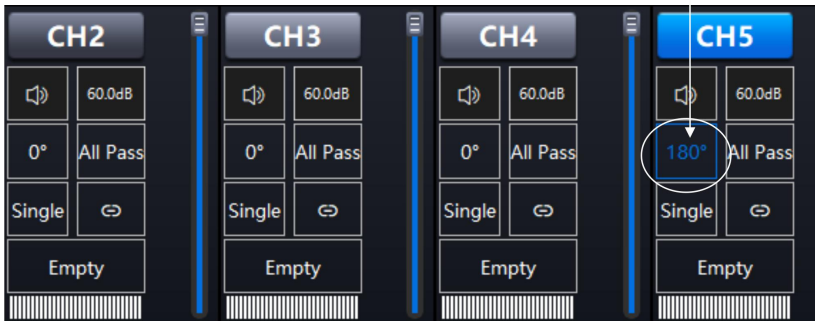 CH2 CH3 CH4 CH5
60.0dB 60.0dB 60.0dB 60.0dB
0° All Pass 0° All Pass 0° All Pass 180° All Pass
Single Single Single Single
Empty Empty Empty Empty